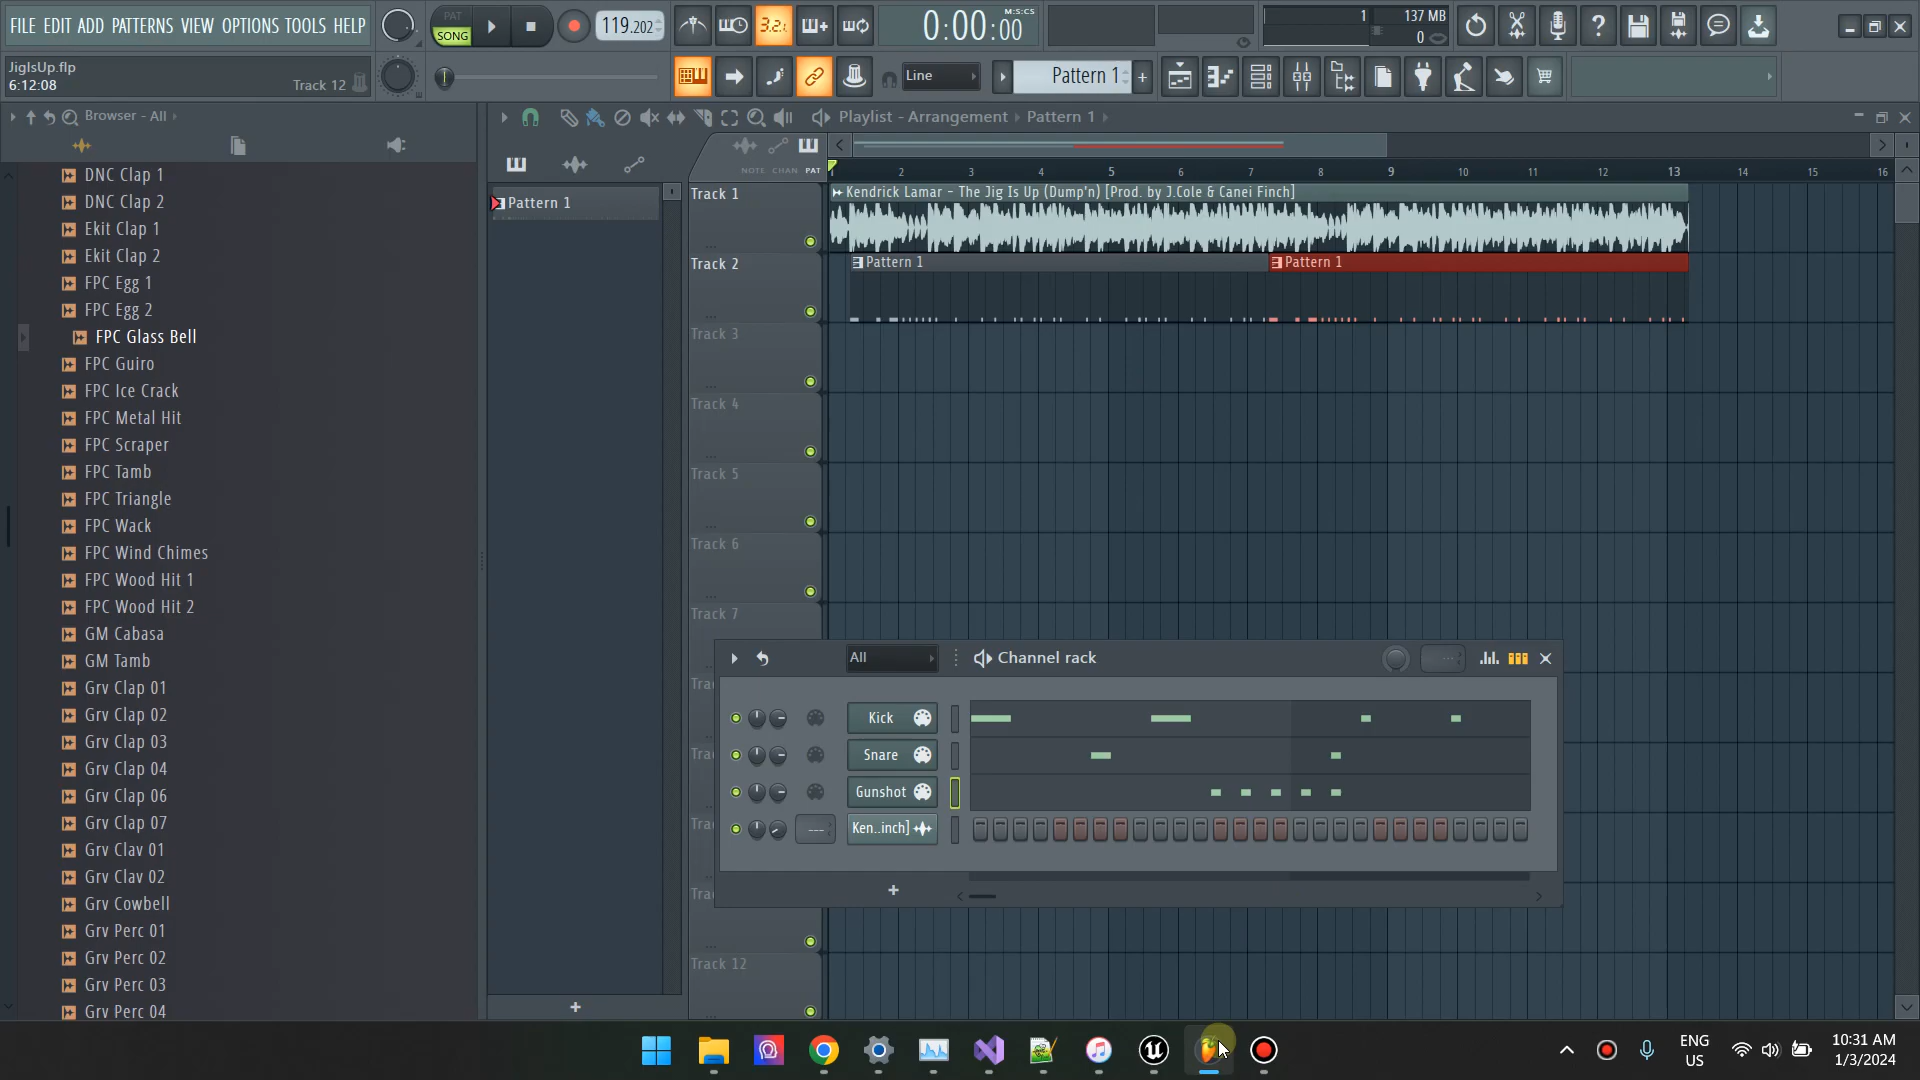 FILE EDIT ADD PATTERNS VIEW OPTIONS TOOLS HELP
PAT
SONG
119.202
3.2.
0:00:00
M:S:CS
1
137 MB
0
JigIsUp.flp
6:12:08
Track 12
Line
Pattern 1
Browser - All
Playlist - Arrangement › Pattern 1
NOTE CHAN PAT
1 2 3 4 5 6 7 8 9 10 11 12 13 14 15 16
DNC Clap 1
DNC Clap 2
Ekit Clap 1
Ekit Clap 2
FPC Egg 1
FPC Egg 2
FPC Glass Bell
FPC Guiro
FPC Ice Crack
FPC Metal Hit
FPC Scraper
FPC Tamb
FPC Triangle
FPC Wack
FPC Wind Chimes
FPC Wood Hit 1
FPC Wood Hit 2
GM Cabasa
GM Tamb
Grv Clap 01
Grv Clap 02
Grv Clap 03
Grv Clap 04
Grv Clap 06
Grv Clap 07
Grv Clav 01
Grv Clav 02
Grv Cowbell
Grv Perc 01
Grv Perc 02
Grv Perc 03
Grv Perc 04
Pattern 1
Track 1
Kendrick Lamar - The Jig Is Up (Dump'n) [Prod. by J.Cole & Canei Finch]
Track 2
Pattern 1
Pattern 1
Track 3
Track 4
Track 5
Track 6
Track 7
Trac
Trac
Trac
Trac
Track 12
All
Channel rack
Kick
Snare
Gunshot
Ken..inch]
ENG
US
10:31 AM
1/3/2024